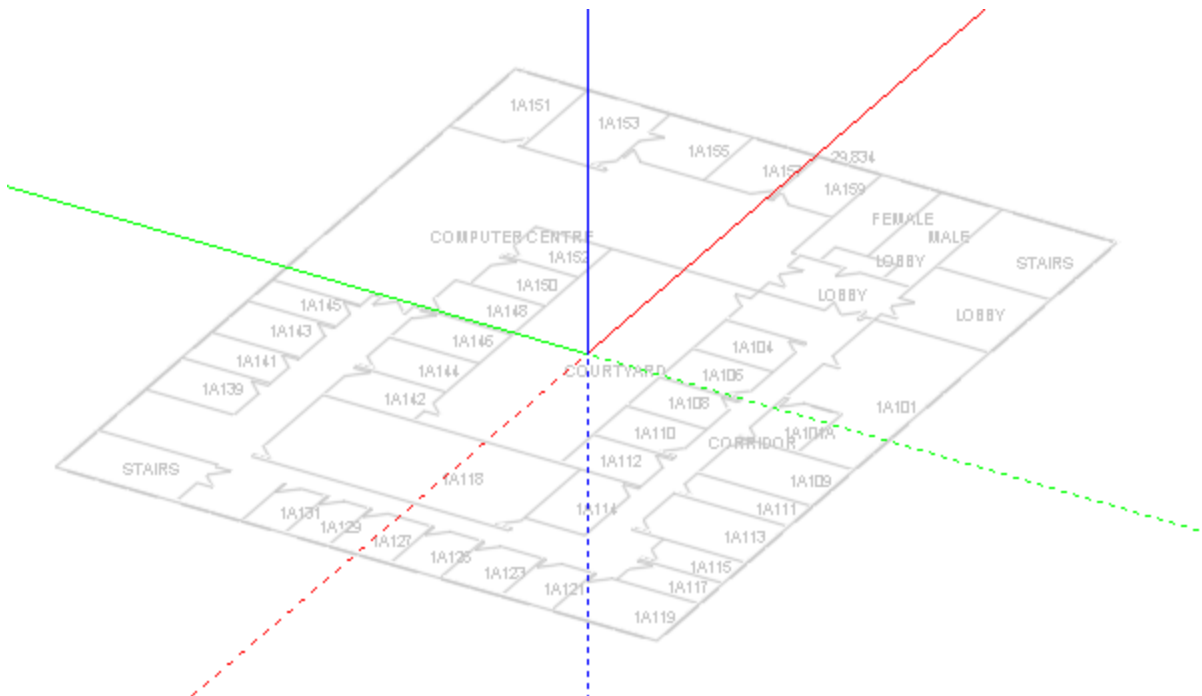 1A151
1A153
1A155
1A157
29.834
1A159
FEMALE
MALE
COMPUTER CENTRE
1A152
LOBBY
STAIRS
1A150
LOBBY
1A145
1A148
LOBBY
1A143
1A146
1A104
1A141
1A144
COURTYARD
1A106
1A139
1A142
1A108
1A101
1A110
1A101A
CORRIDOR
1A112
STAIRS
1A118
1A109
1A114
1A111
1A131
1A129
1A127
1A113
1A125
1A115
1A123
1A121
1A117
1A119